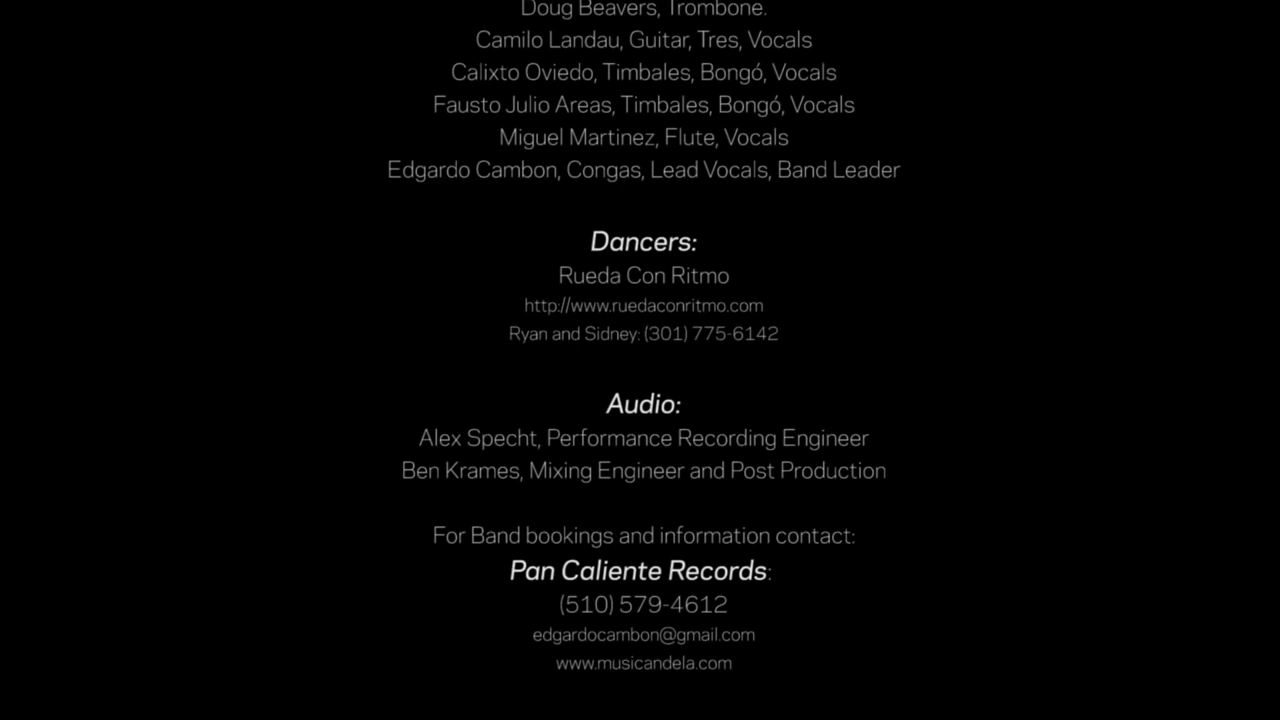 Doug Beavers, Trombone.
Camilo Landau, Guitar, Tres, Vocals
Calixto Oviedo, Timbales, Bongó, Vocals
Fausto Julio Areas, Timbales, Bongó, Vocals
Miguel Martinez, Flute, Vocals
Edgardo Cambon, Congas, Lead Vocals, Band Leader
Dancers:
Rueda Con Ritmo
http://www.ruedaconritmo.com
Ryan and Sidney: (301) 775-6142
Audio:
Alex Specht, Performance Recording Engineer
Ben Krames, Mixing Engineer and Post Production
For Band bookings and information contact:
Pan Caliente Records:
(510) 579-4612
edgardocambon@gmail.com
www.musicandela.com